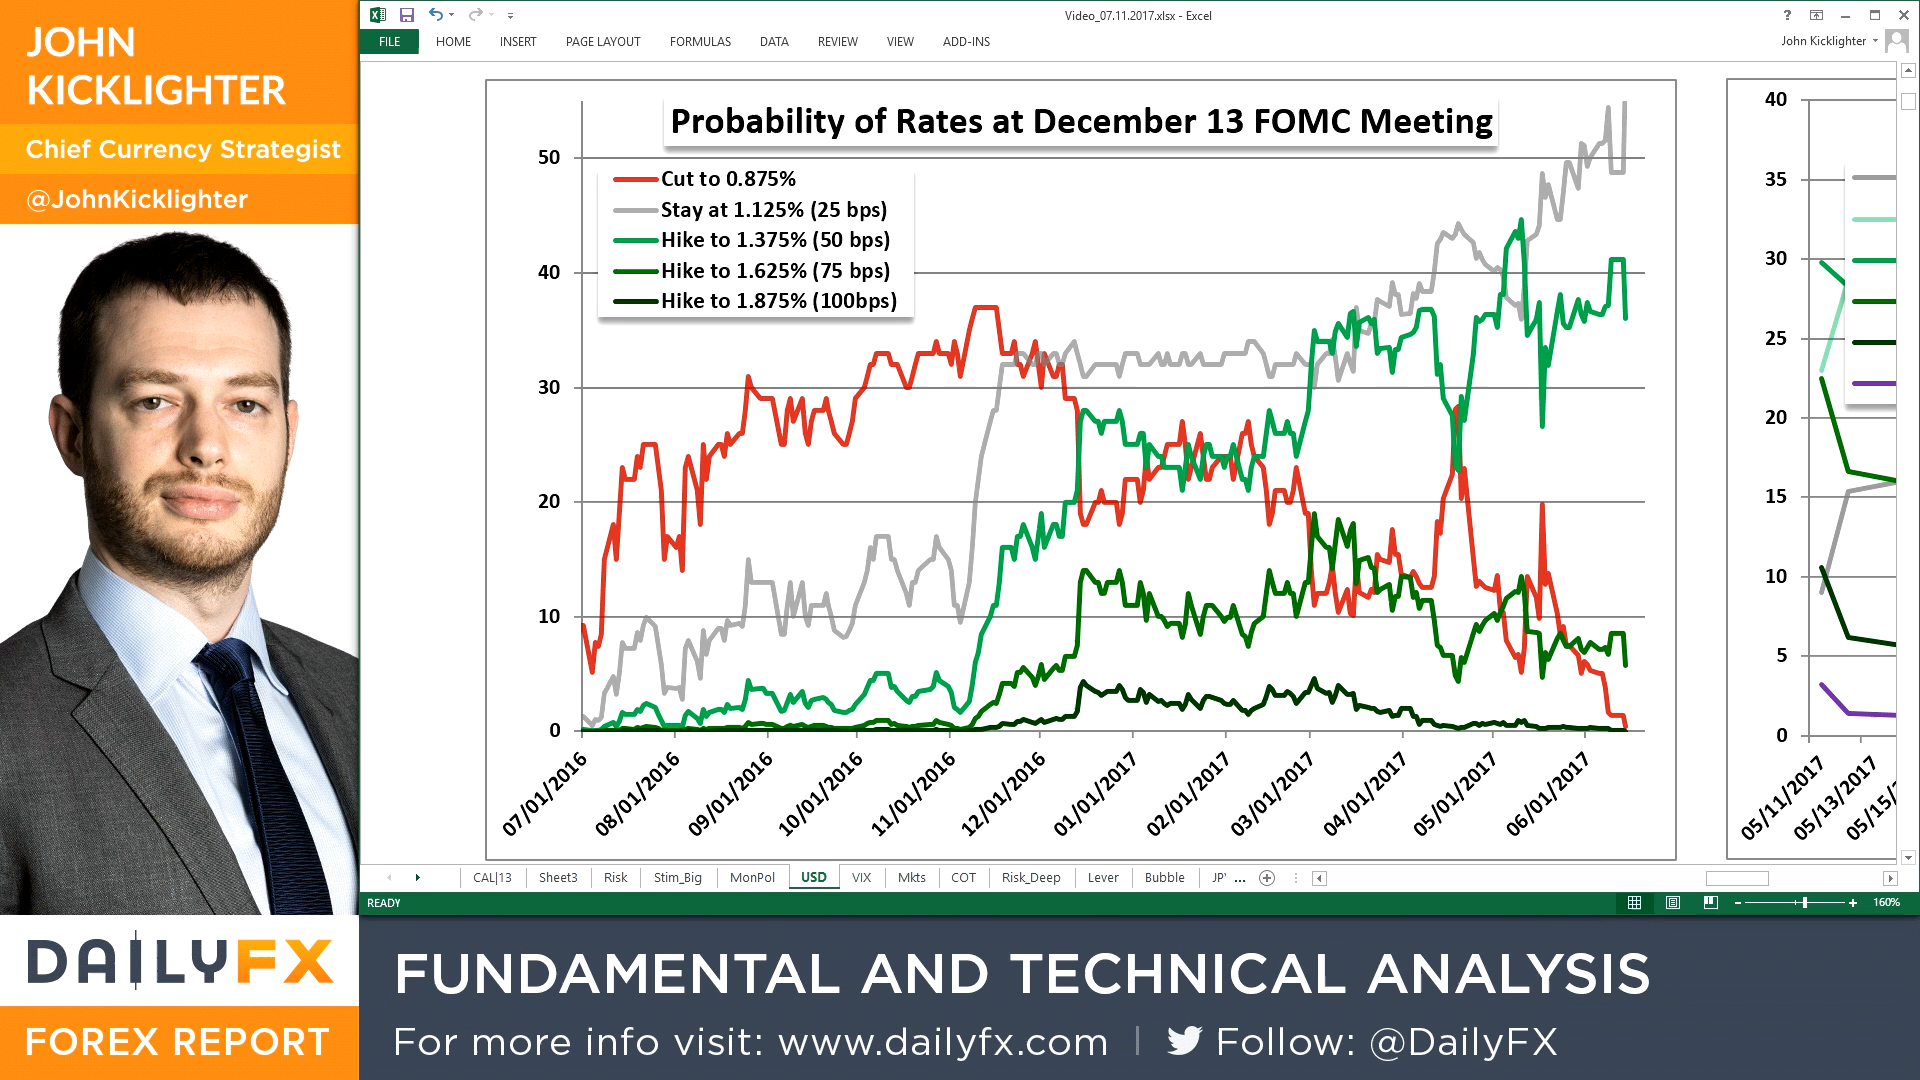 JOHN
KICKLIGHTER
Chief Currency Strategist
@JohnKicklighter
DAILYFX
FOREX REPORT
Video_07.11.2017.xlsx - Excel
?
FILE HOME INSERT PAGE LAYOUT FORMULAS DATA REVIEW VIEW ADD-INS
John Kicklighter
Probability of Rates at December 13 FOMC Meeting
Cut to 0.875%
Stay at 1.125% (25 bps)
Hike to 1.375% (50 bps)
Hike to 1.625% (75 bps)
Hike to 1.875% (100bps)
50
40
30
20
10
0
07/01/2016
08/01/2016
09/01/2016
10/01/2016
11/01/2016
12/01/2016
01/01/2017
02/01/2017
03/01/2017
04/01/2017
05/01/2017
06/01/2017
40
35
30
25
20
15
10
5
0
05/11/2017
05/13/2017
05/15/
CAL|13 Sheet3 Risk Stim_Big MonPol USD VIX Mkts COT Risk_Deep Lever Bubble JP' ...
READY
160%
FUNDAMENTAL AND TECHNICAL ANALYSIS
For more info visit: www.dailyfx.com | Follow: @DailyFX